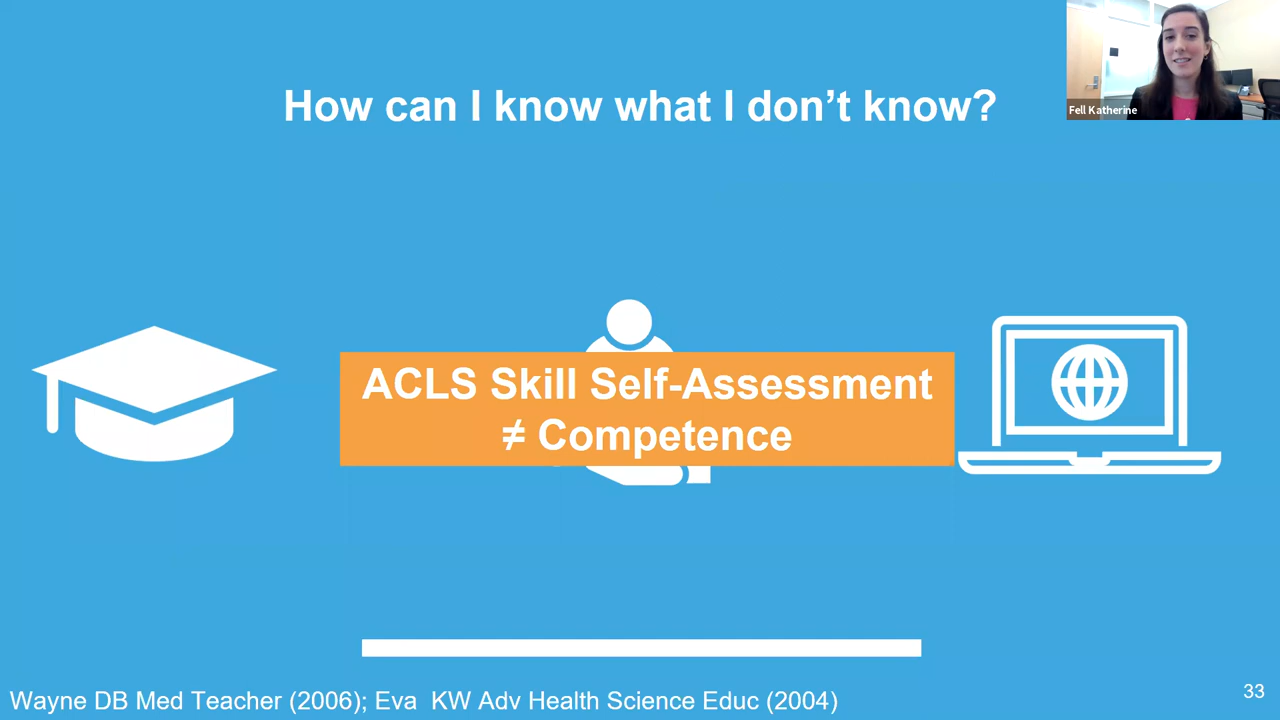 How can I know what I don’t know?
Fell Katherine
ACLS Skill Self-Assessment
≠ Competence
Wayne DB Med Teacher (2006); Eva  KW Adv Health Science Educ (2004)
33